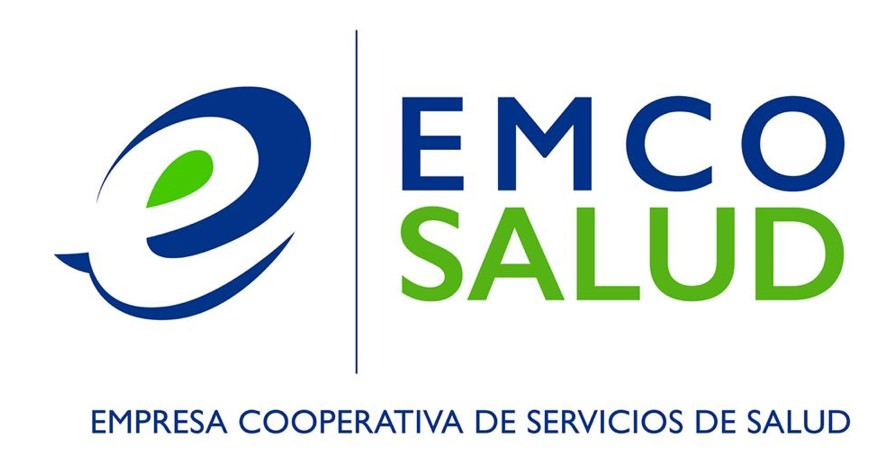 EMCO
SALUD
EMPRESA COOPERATIVA DE SERVICIOS DE SALUD